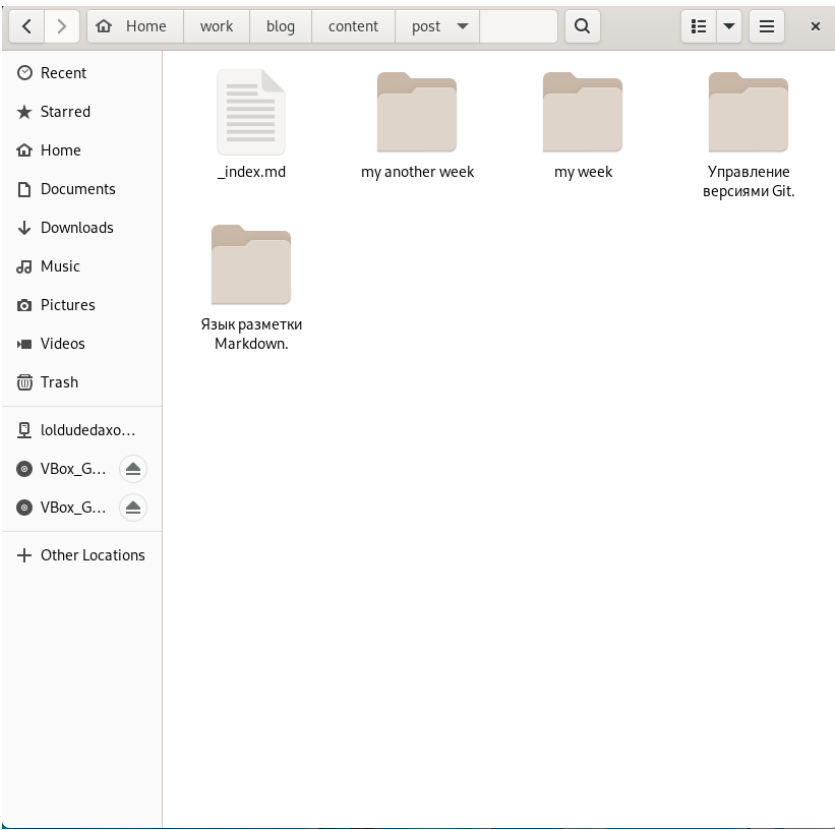 Home work blog content post
Recent
Starred
Home
Documents
Downloads
Music
Pictures
Videos
Trash
loldudedaxo...
VBox_G...
VBox_G...
Other Locations
_index.md
my another week
my week
Управление
версиями Git.
Язык разметки
Markdown.